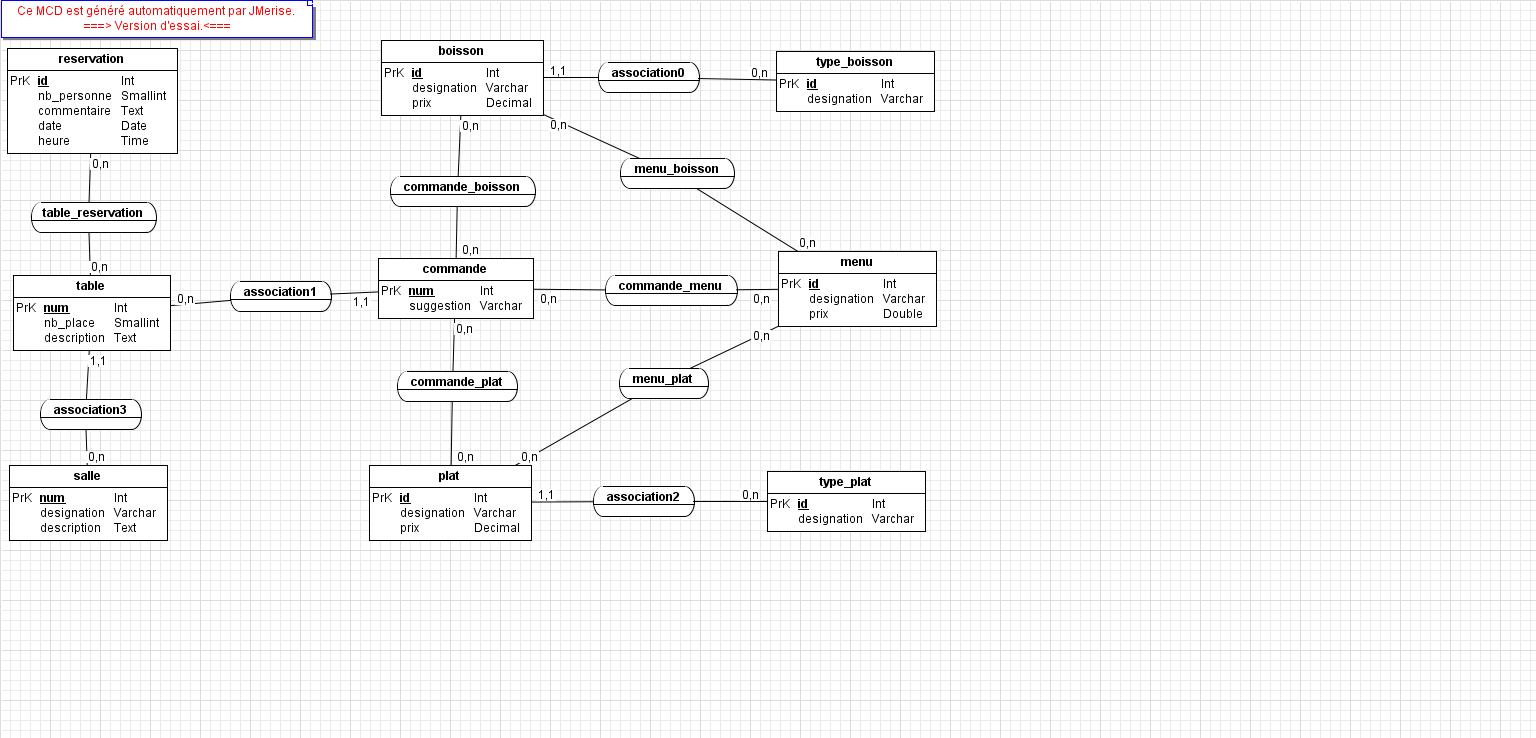 Ce MCD est généré automatiquement par JMerise.
===> Version d'essai.<===
reservation
PrK id Int
nb_personne Smallint
commentaire Text
date Date
heure Time
0,n
table_reservation
0,n
table
PrK num Int
nb_place Smallint
description Text
1,1
association3
0,n
salle
PrK num Int
designation Varchar
description Text
0,n
association1
1,1
boisson
PrK id Int
designation Varchar
prix Decimal
1,1
association0
0,n
type_boisson
PrK id Int
designation Varchar
0,n
0,n
menu_boisson
0,n
commande_boisson
0,n
commande
PrK num Int
suggestion Varchar
0,n
commande_menu
0,n
menu
PrK id Int
designation Varchar
prix Double
0,n
0,n
commande_plat
0,n
menu_plat
0,n
plat
PrK id Int
designation Varchar
prix Decimal
1,1
association2
0,n
type_plat
PrK id Int
designation Varchar